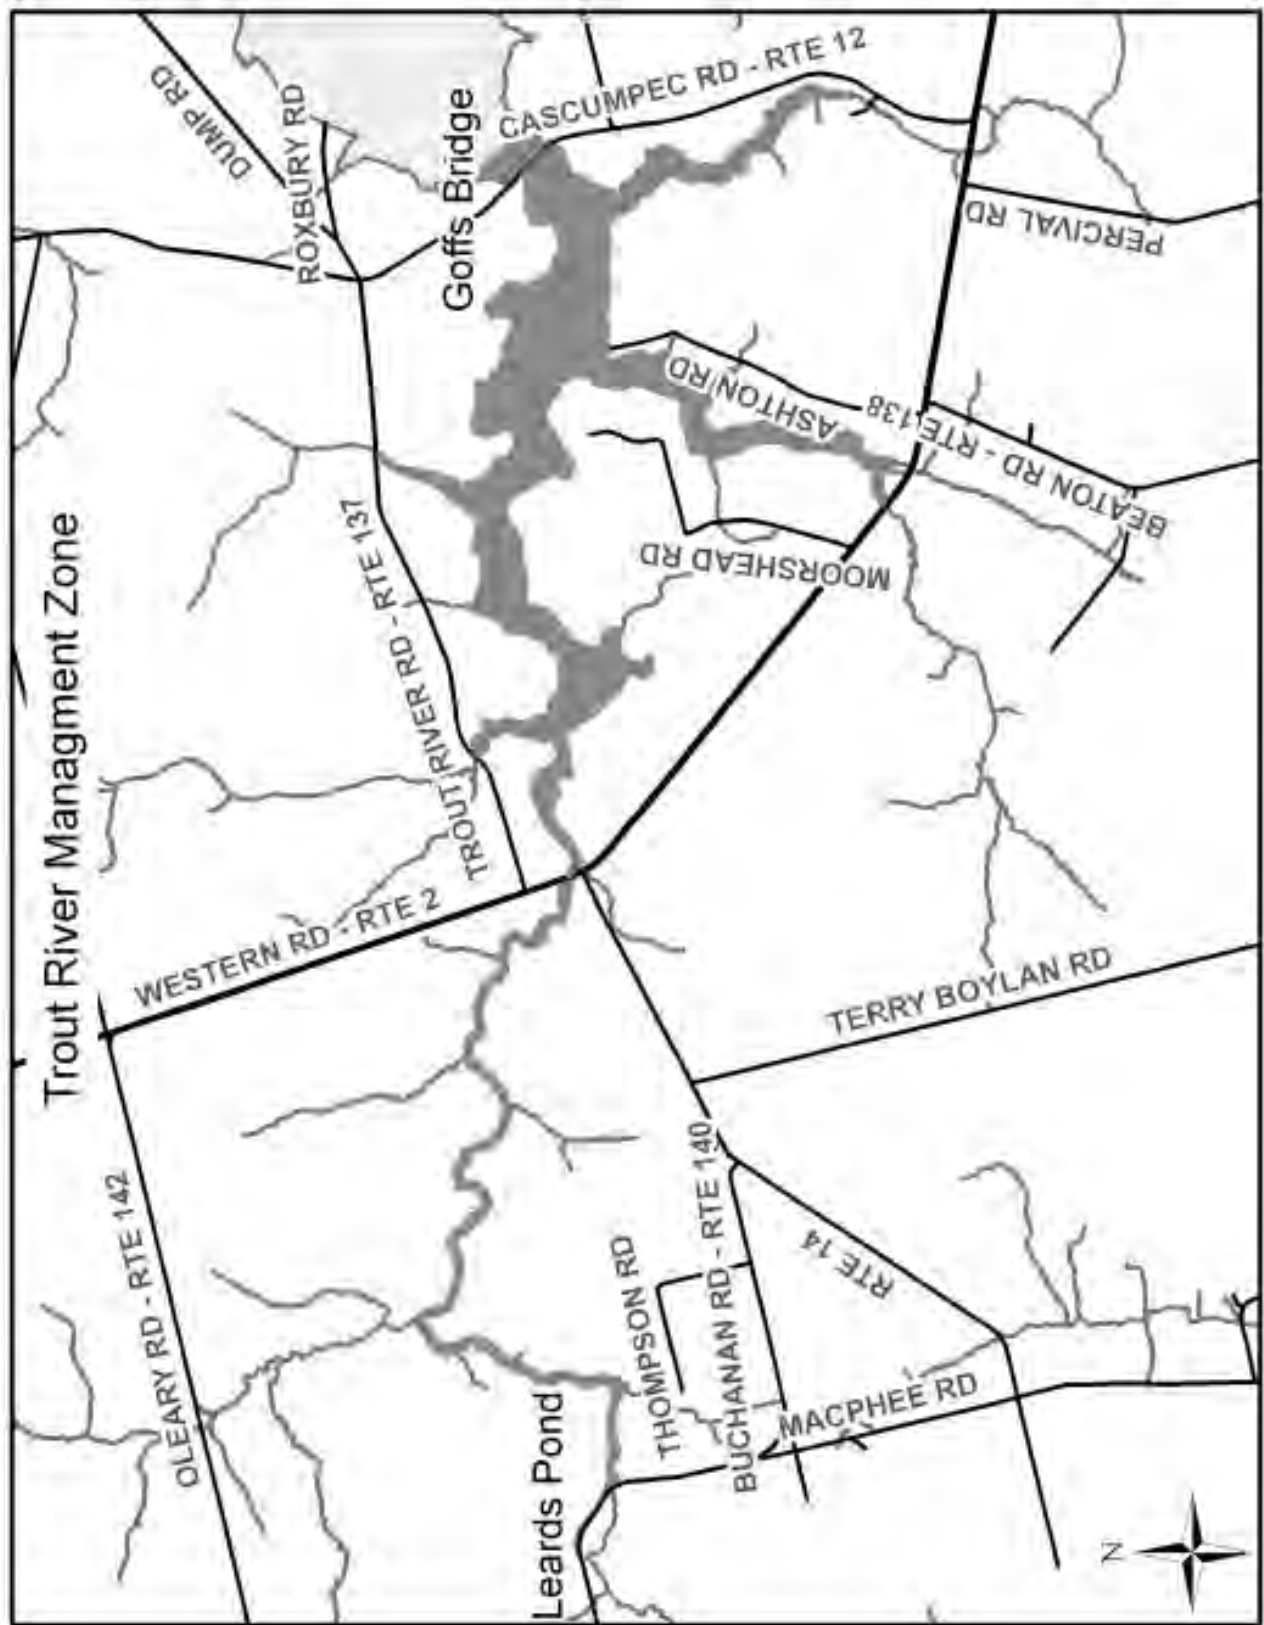 Trout River Managment Zone
DUMP RD
ROXBURY RD
CASCUMPEC RD - RTE 12
Goffs Bridge
PERCIVAL RD
ASHTON RD
BEATON RD - RTE 138
MOORSHEAD RD
TROUT RIVER RD - RTE 137
WESTERN RD - RTE 2
TERRY BOYLAN RD
OLEARY RD - RTE 142
THOMPSON RD
BUCHANAN RD - RTE 140
RTE 14
MACPHEE RD
Leards Pond
N